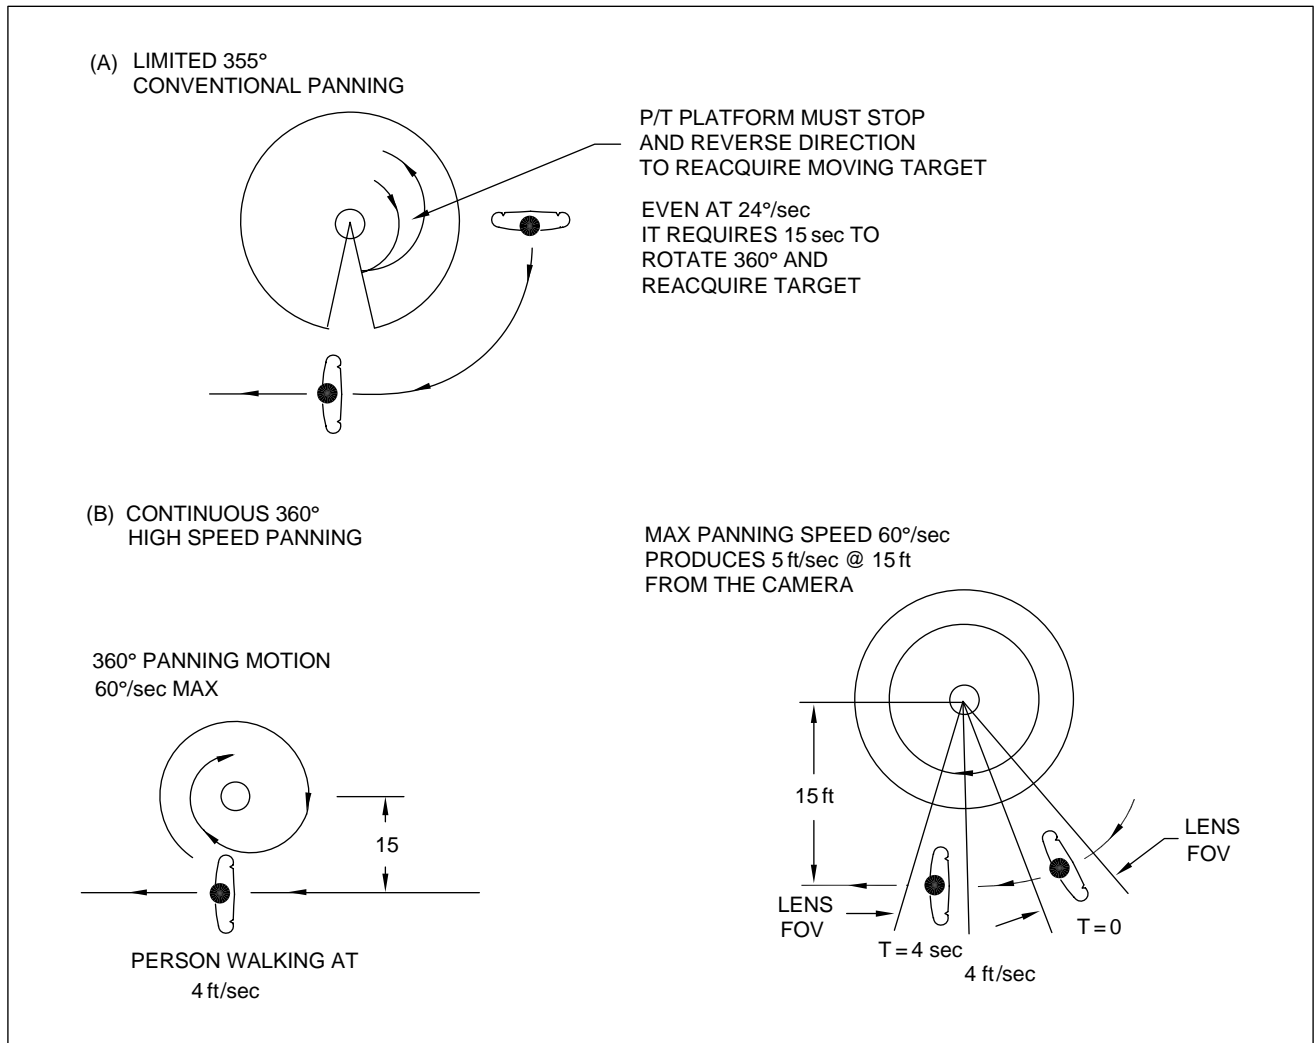 (A) LIMITED 355°
CONVENTIONAL PANNING
P/T PLATFORM MUST STOP
AND REVERSE DIRECTION
TO REACQUIRE MOVING TARGET
EVEN AT 24°/sec
IT REQUIRES 15 sec TO
ROTATE 360° AND
REACQUIRE TARGET
(B) CONTINUOUS 360°
HIGH SPEED PANNING
360° PANNING MOTION
60°/sec MAX
15
PERSON WALKING AT
4 ft/sec
MAX PANNING SPEED 60°/sec
PRODUCES 5 ft/sec @ 15 ft
FROM THE CAMERA
15 ft
LENS
FOV
LENS
FOV
T = 0
T = 4 sec
4 ft/sec